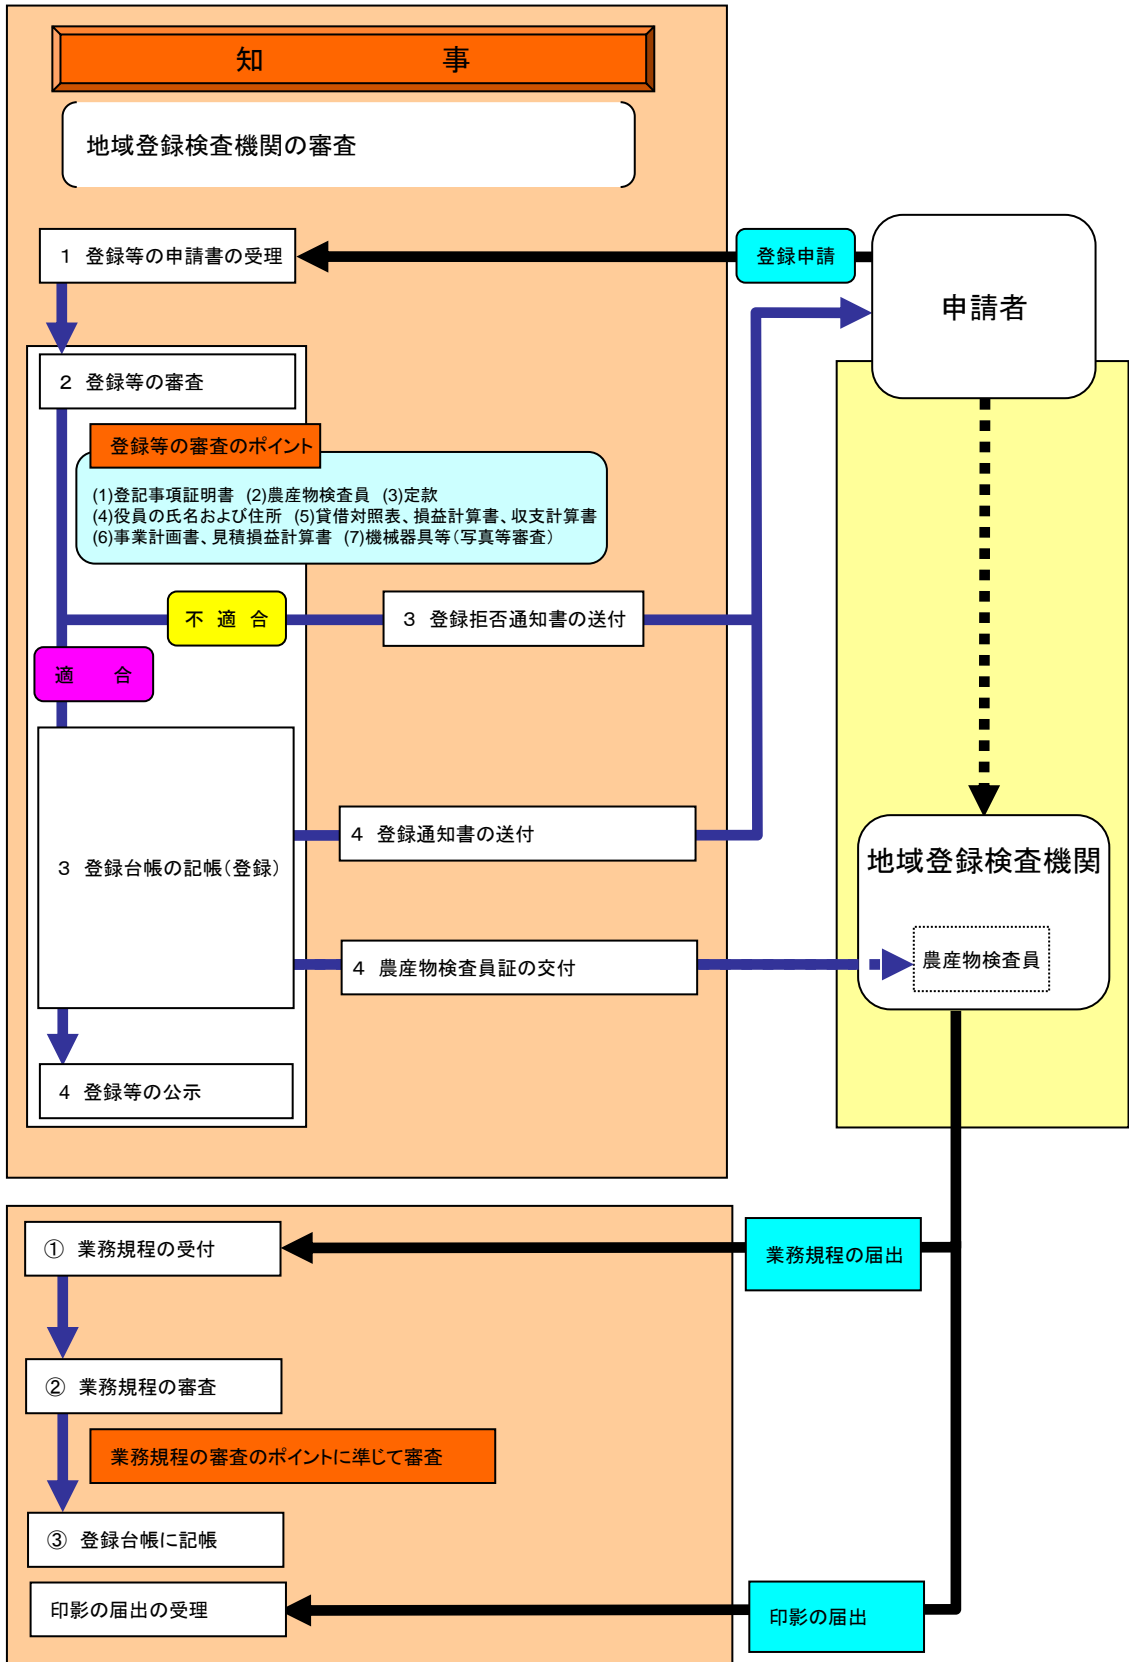 知　事
地域登録検査機関の審査
1 登録等の申請書の受理
登録申請
申請者
2 登録等の審査
登録等の審査のポイント
(1)登記事項証明書 (2)農産物検査員 (3)定款
(4)役員の氏名および住所 (5)貸借対照表、損益計算書、収支計算書
(6)事業計画書、見積損益計算書 (7)機械器具等(写真等審査)
不 適 合
3 登録拒否通知書の送付
適　合
3 登録台帳の記帳(登録)
4 登録通知書の送付
地域登録検査機関
4 農産物検査員証の交付
農産物検査員
4 登録等の公示
① 業務規程の受付
業務規程の届出
② 業務規程の審査
業務規程の審査のポイントに準じて審査
③ 登録台帳に記帳
印影の届出の受理
印影の届出